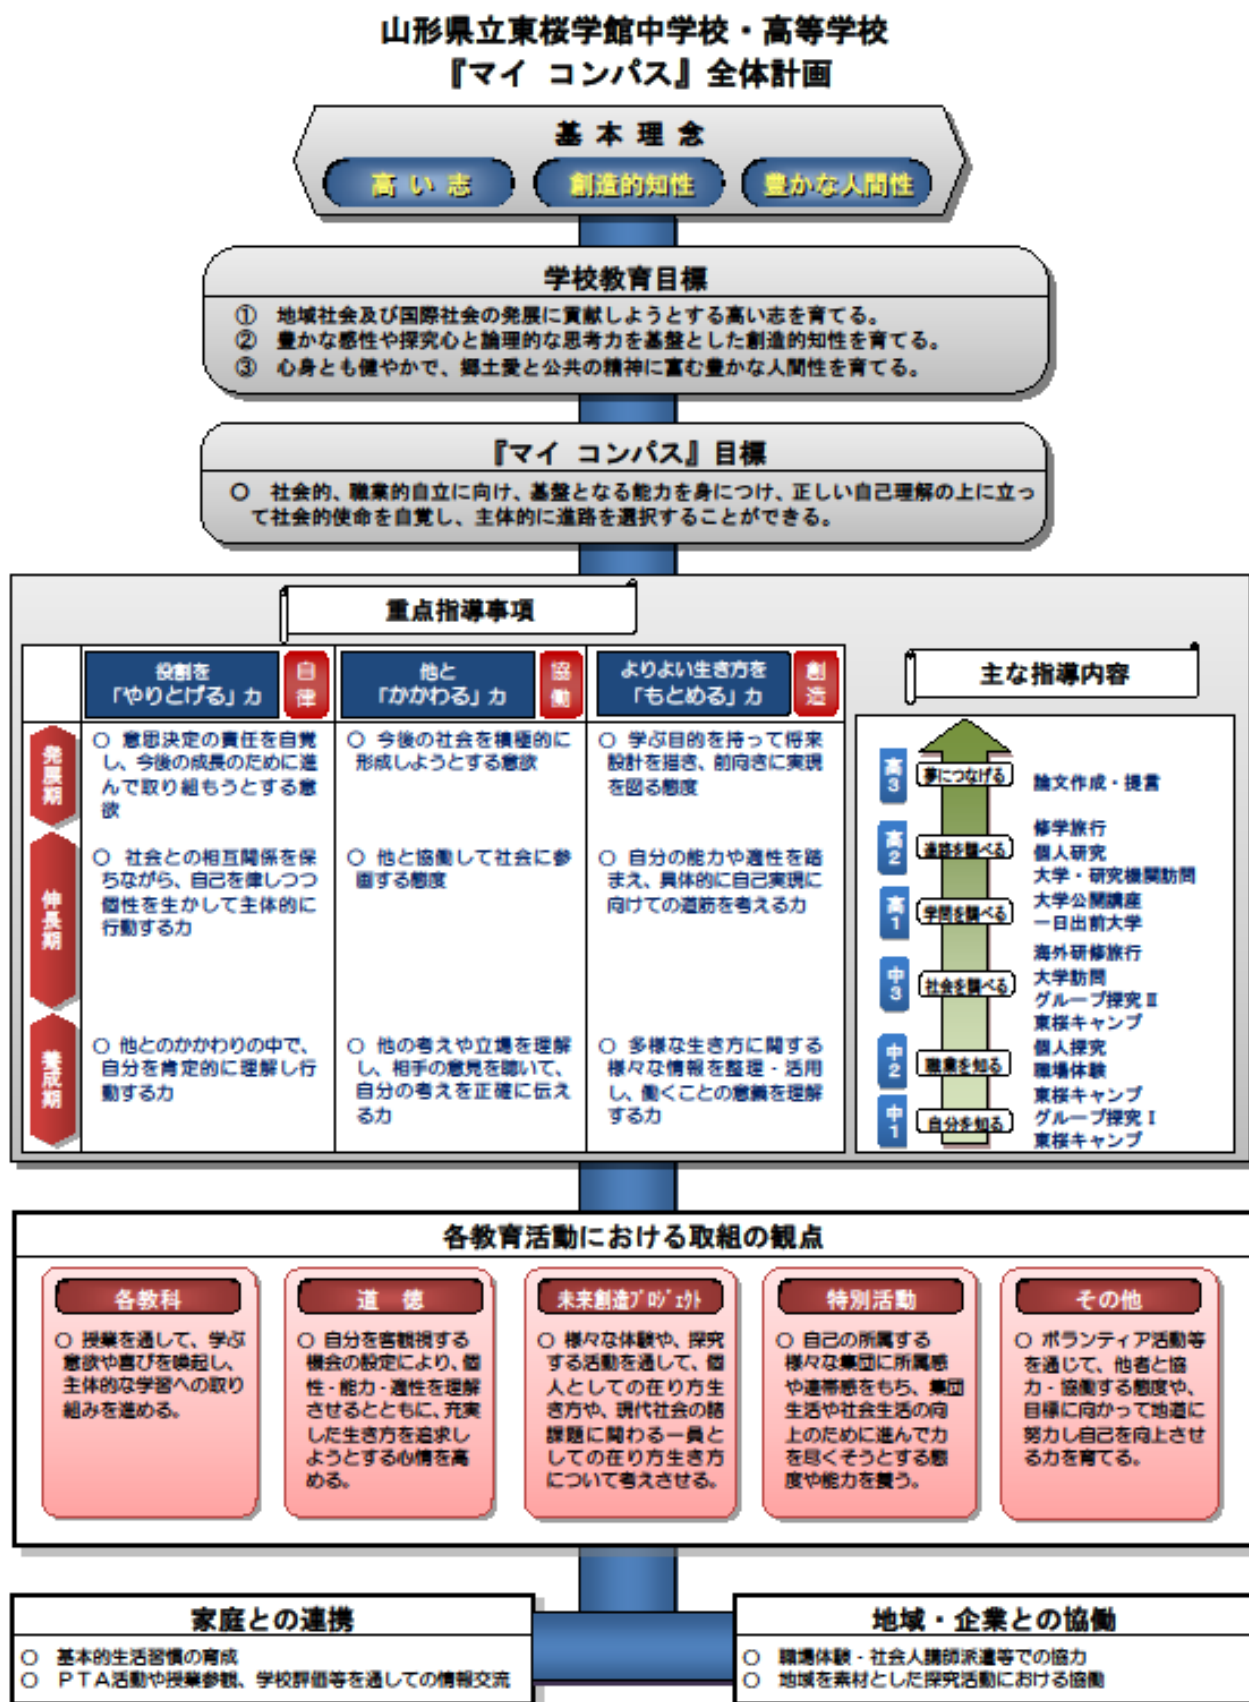 山形県立東桜学館中学校・高等学校
『マイ コンパス』全体計画
基 本 理 念
高 い 志
創造的知性
豊かな人間性
学校教育目標
① 地域社会及び国際社会の発展に貢献しようとする高い志を育てる。
② 豊かな感性や探究心と論理的な思考力を基盤とした創造的知性を育てる。
③ 心身とも健やかで、郷土愛と公共の精神に富む豊かな人間性を育てる。
『マイ コンパス』目標
○ 社会的、職業的自立に向け、基盤となる能力を身につけ、正しい自己理解の上に立っ
て社会的使命を自覚し、主体的に進路を選択することができる。
重点指導事項
役割を
「やりとげる」力
自律
他と
「かかわる」力
協働
よりよい生き方を
「もとめる」力
創造
発展期
○ 意思決定の責任を自覚
し、今後の成長のために進
んで取り組もうとする意
欲
○ 今後の社会を積極的に
形成しようとする意欲
○ 学ぶ目的を持って将来
設計を描き、前向きに実現
を図る態度
伸長期
○ 社会との相互関係を保
ちながら、自己を律しつつ
個性を生かして主体的に
行動する力
○ 他と協働して社会に参
画する態度
○ 自分の能力や適性を踏
まえ、具体的に自己実現に
向けての道筋を考える力
養成期
○ 他とのかかわりの中で、
自分を肯定的に理解し行
動する力
○ 他の考えや立場を理解
し、相手の意見を聴いて、
自分の考えを正確に伝え
る力
○ 多様な生き方に関する
様々な情報を整理・活用
し、働くことの意義を理解
する力
主な指導内容
高3
夢につなげる
論文作成・提言
高2
進路を調べる
修学旅行
個人研究
大学・研究機関訪問
高1
学問を調べる
大学公開講座
一日出前大学
中3
社会を調べる
海外研修旅行
大学訪問
グループ探究Ⅱ
東桜キャンプ
中2
職業を知る
個人探究
職場体験
東桜キャンプ
中1
自分を知る
グループ探究Ⅰ
東桜キャンプ
各教育活動における取組の観点
各教科
○ 授業を通して、学ぶ
意欲や喜びを喚起し、
主体的な学習への取り
組みを進める。
道 徳
○ 自分を客観視する
機会の設定により、個
性・能力・適性を理解
させるとともに、充実
した生き方を追求し
ようとする心情を高
める。
未来創造ﾌﾟﾛｼﾞｪｸﾄ
○ 様々な体験や、探究
する活動を通して、個
人としての在り方生
き方や、現代社会の諸
課題に関わる一員と
しての在り方生き方
について考えさせる。
特別活動
○ 自己の所属する
様々な集団に所属感
や連帯感をもち、集団
生活や社会生活の向
上のために進んで力
を尽くそうとする態
度や能力を養う。
その他
○ ボランティア活動等
を通じて、他者と協
力・協働する態度や、
目標に向かって地道に
努力し自己を向上させ
る力を育てる。
家庭との連携
○ 基本的生活習慣の育成
○ ＰＴＡ活動や授業参観、学校評価等を通しての情報交流
地域・企業との協働
○ 職場体験・社会人講師派遣等での協力
○ 地域を素材とした探究活動における協働